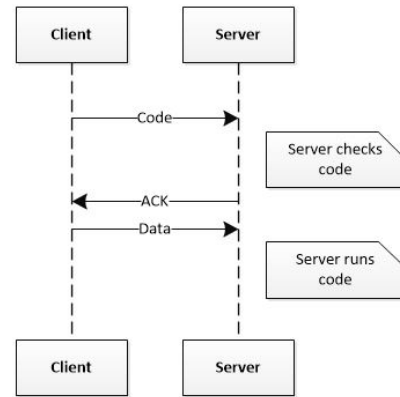 Client
Server
Code
Server checks
code
ACK
Data
Server runs
code
Client
Server